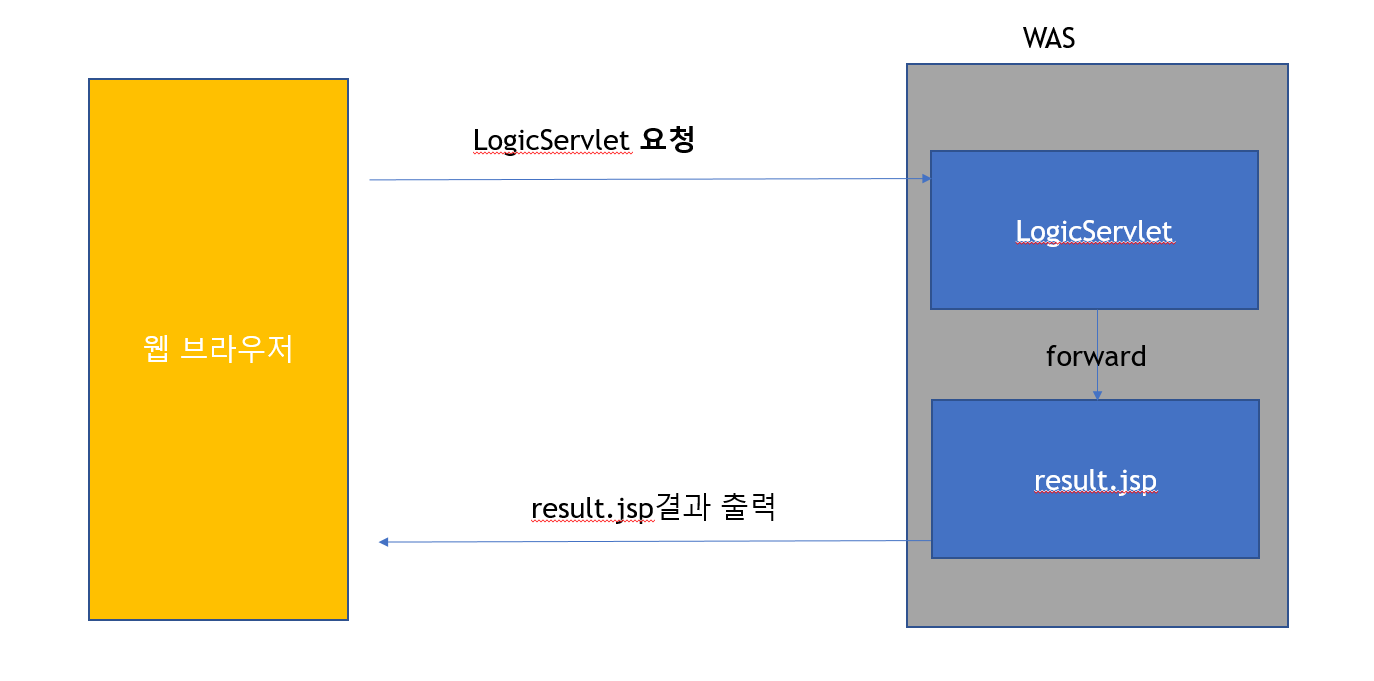 WAS
LogicServlet 요청
LogicServlet
웹 브라우저
forward
result.jsp
result.jsp결과 출력